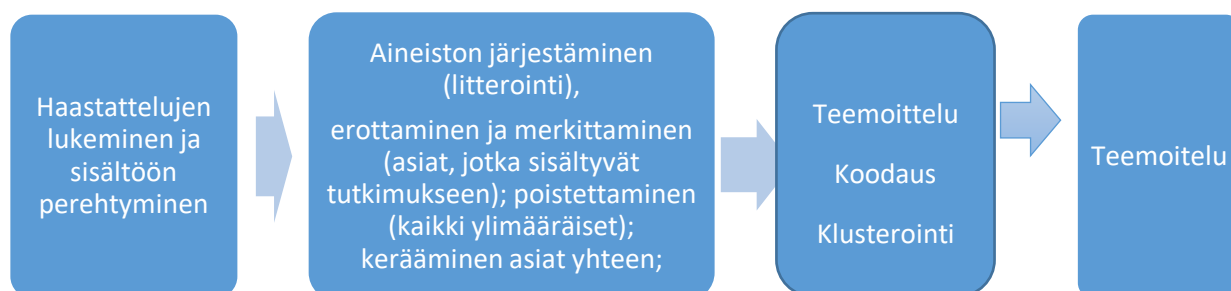 Haastattelujen
lukeminen ja
sisältöön
perehtyminen
Aineiston järjestäminen
(litterointi),
erottaminen ja merkittaminen
(asiat, jotka sisältyvät
tutkimukseen); poistettaminen
(kaikki ylimääräiset);
kerääminen asiat yhteen;
Teemoittelu
Koodaus
Klusterointi
Teemoitelu